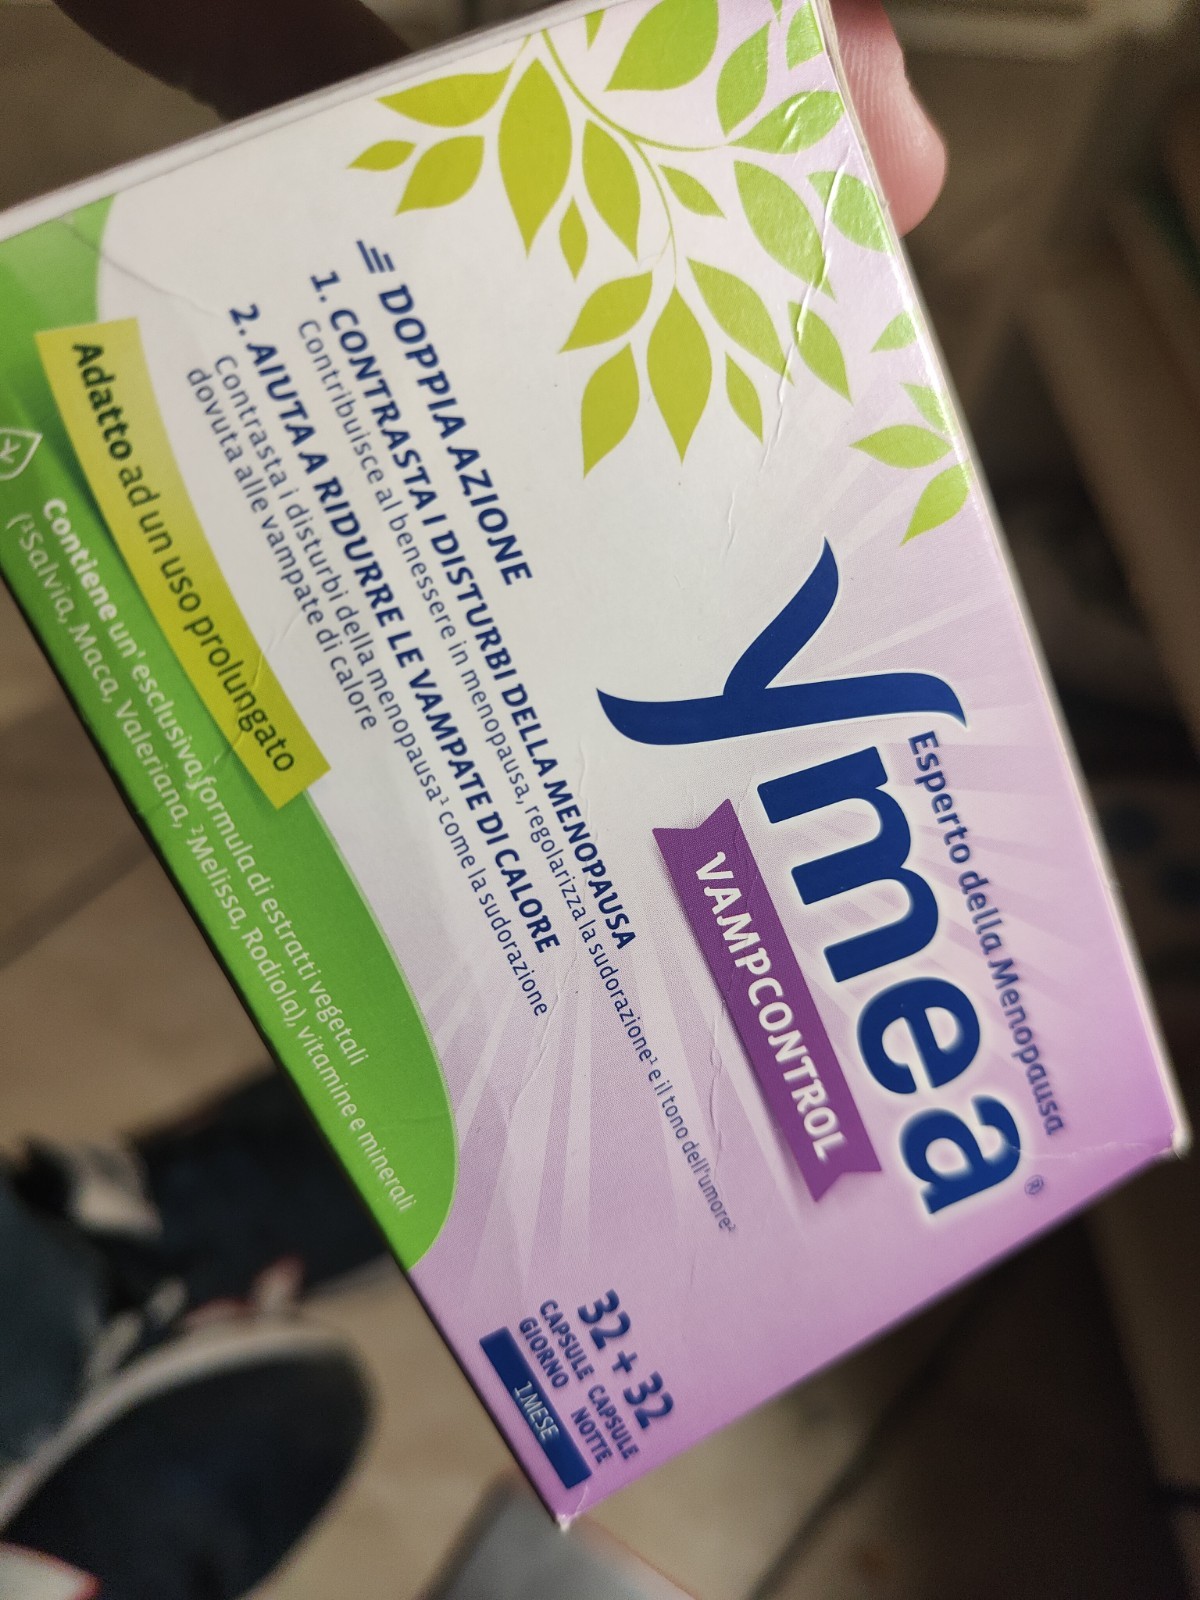 Esperto della Menopausa
Ymea®
VAMPCONTROL
DOPPIA AZIONE
1. CONTRASTA I DISTURBI DELLA MENOPAUSA
Contribuisce al benessere in menopausa, regolarizza la sudorazione¹ e il tono dell'umore²
2. AIUTA A RIDURRE LE VAMPATE DI CALORE
Contrasta i disturbi della menopausa¹ come la sudorazione
dovuta alle vampate di calore
Adatto ad un uso prolungato
Contiene un'esclusiva formula di estratti vegetali
(¹Salvia, Maca, Valeriana, ²Melissa, Rodiola), vitamine e minerali
32 + 32
CAPSULE CAPSULE
GIORNO NOTTE
1 MESE